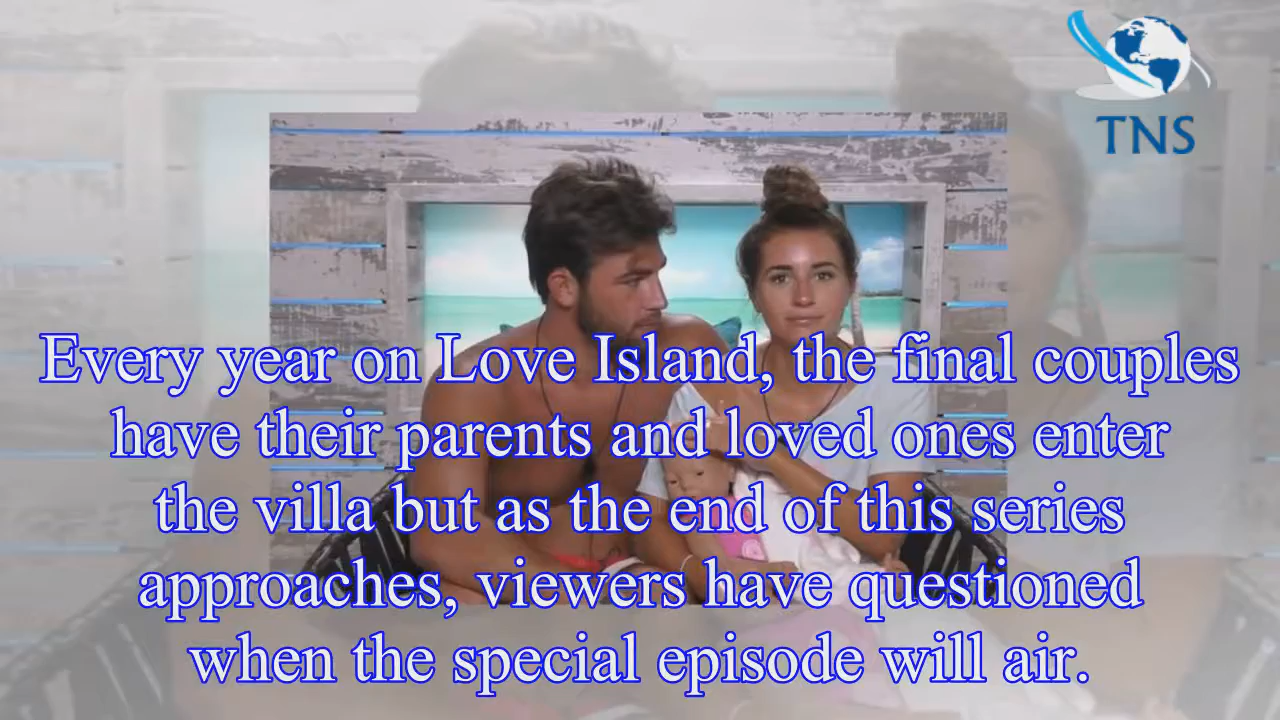 TNS
Every year on Love Island, the final couples
have their parents and loved ones enter
the villa but as the end of this series
approaches, viewers have questioned
when the special episode will air.